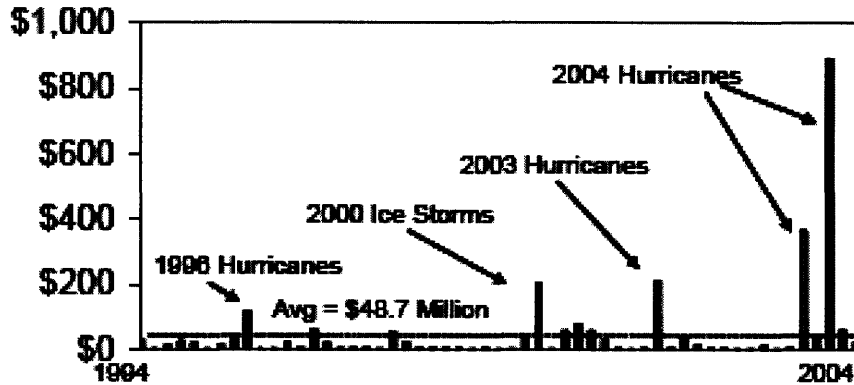 $1,000
$800
$600
$400
$200
$0
2004 Hurricanes
2003 Hurricanes
2000 Ice Storms
1996 Hurricanes
Avg = $48.7 Million
1994
2004